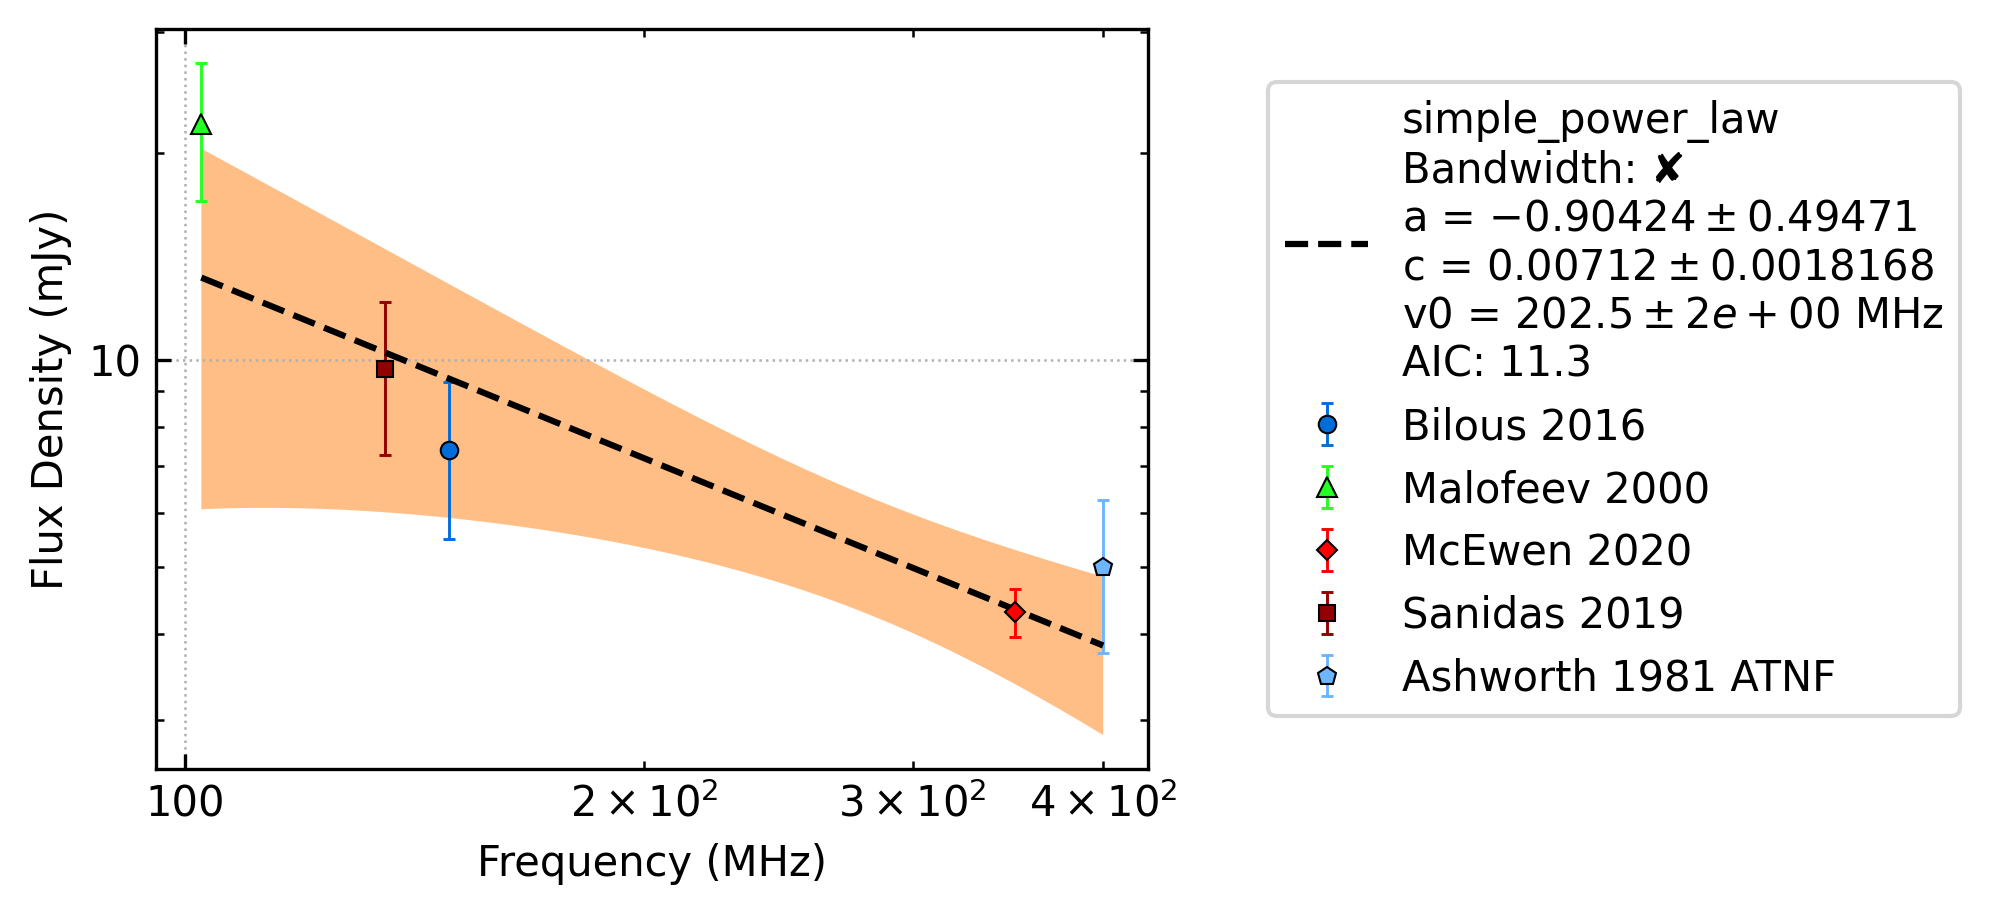 Flux Density (mJy)
10
100
2 × 10²
3 × 10²
4 × 10²
Frequency (MHz)
simple_power_law
Bandwidth: ✘
a = −0.90424 ± 0.49471
c = 0.00712 ± 0.0018168
v0 = 202.5 ± 2e + 00 MHz
AIC: 11.3
Bilous 2016
Malofeev 2000
McEwen 2020
Sanidas 2019
Ashworth 1981 ATNF